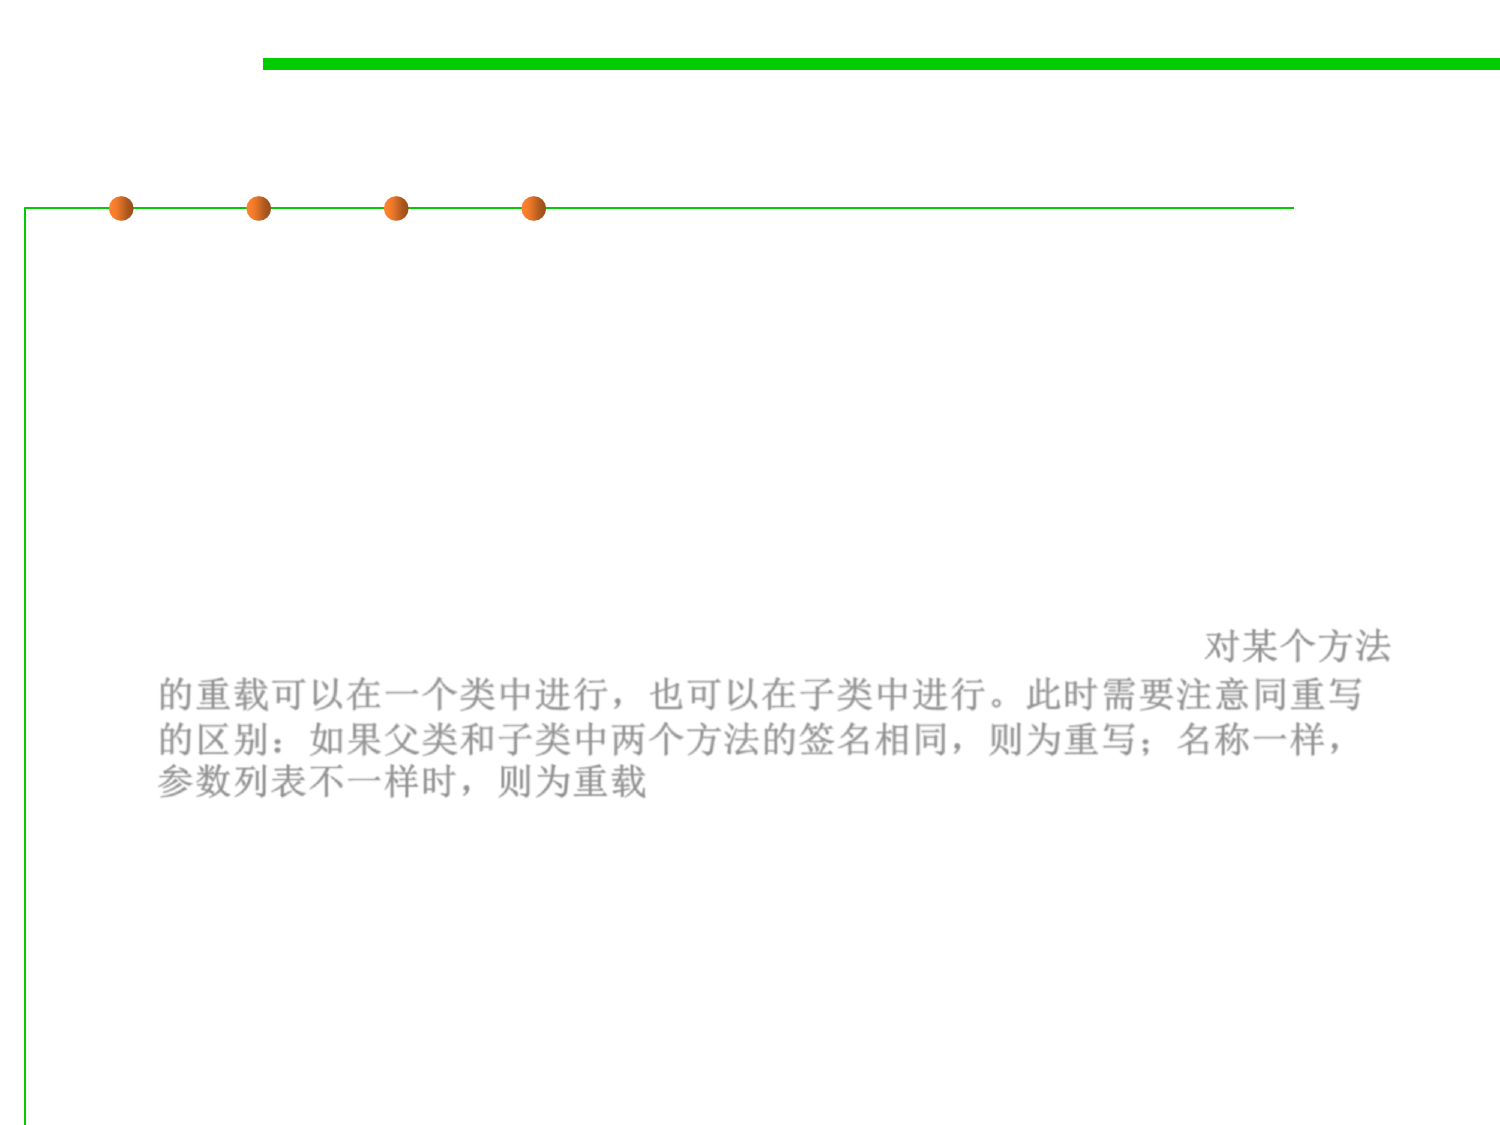 对某个方法
的重载可以在一个类中进行，也可以在子类中进行。此时需要注意同重写
的区别：如果父类和子类中两个方法的签名相同，则为重写；名称一样，
参数列表不一样时，则为重载